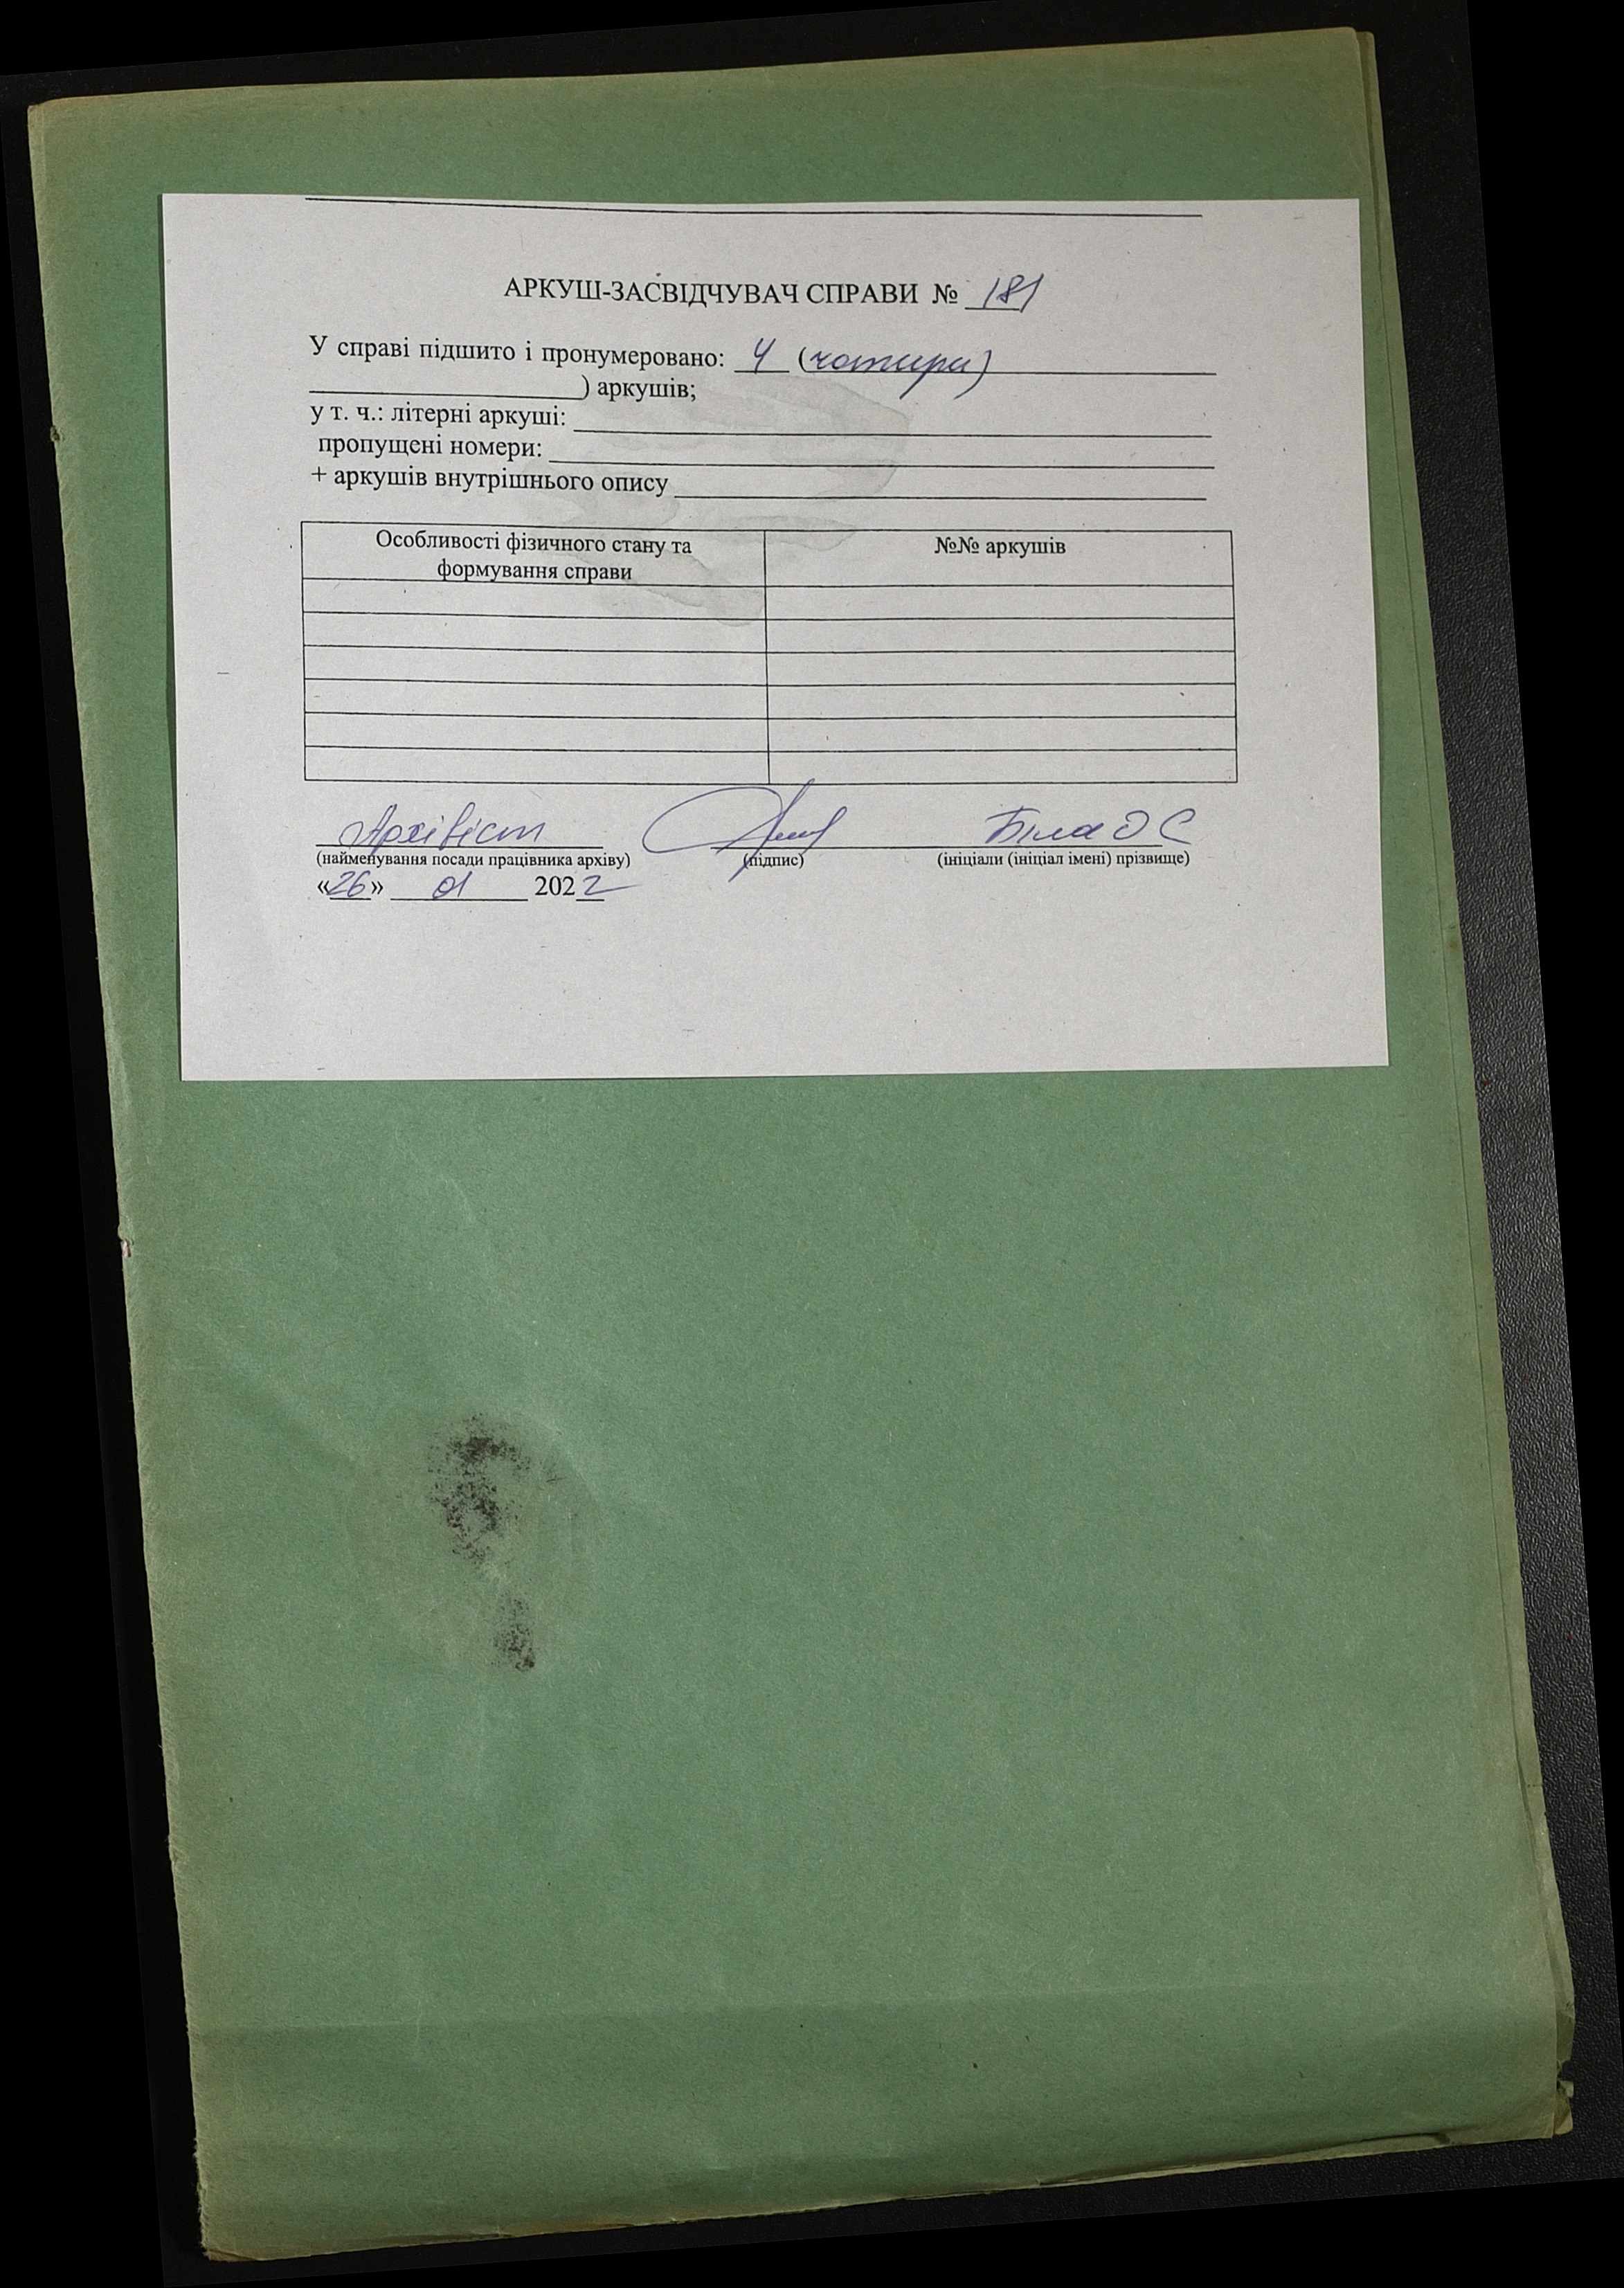 АРКУШ-ЗАСВІДЧУВАЧ СПРАВИ № 181
У справі підшито і пронумеровано: 4 (чотири)
) аркушів;
у т. ч.: літерні аркуші:
пропущені номери:
+ аркушів внутрішнього опису
Особливості фізичного стану та №№ аркушів
формування справи
Архівіст Біла О С
(найменування посади працівника архіву) (підпис) (ініціали (ініціал імені) прізвище)
«26» 01 2022